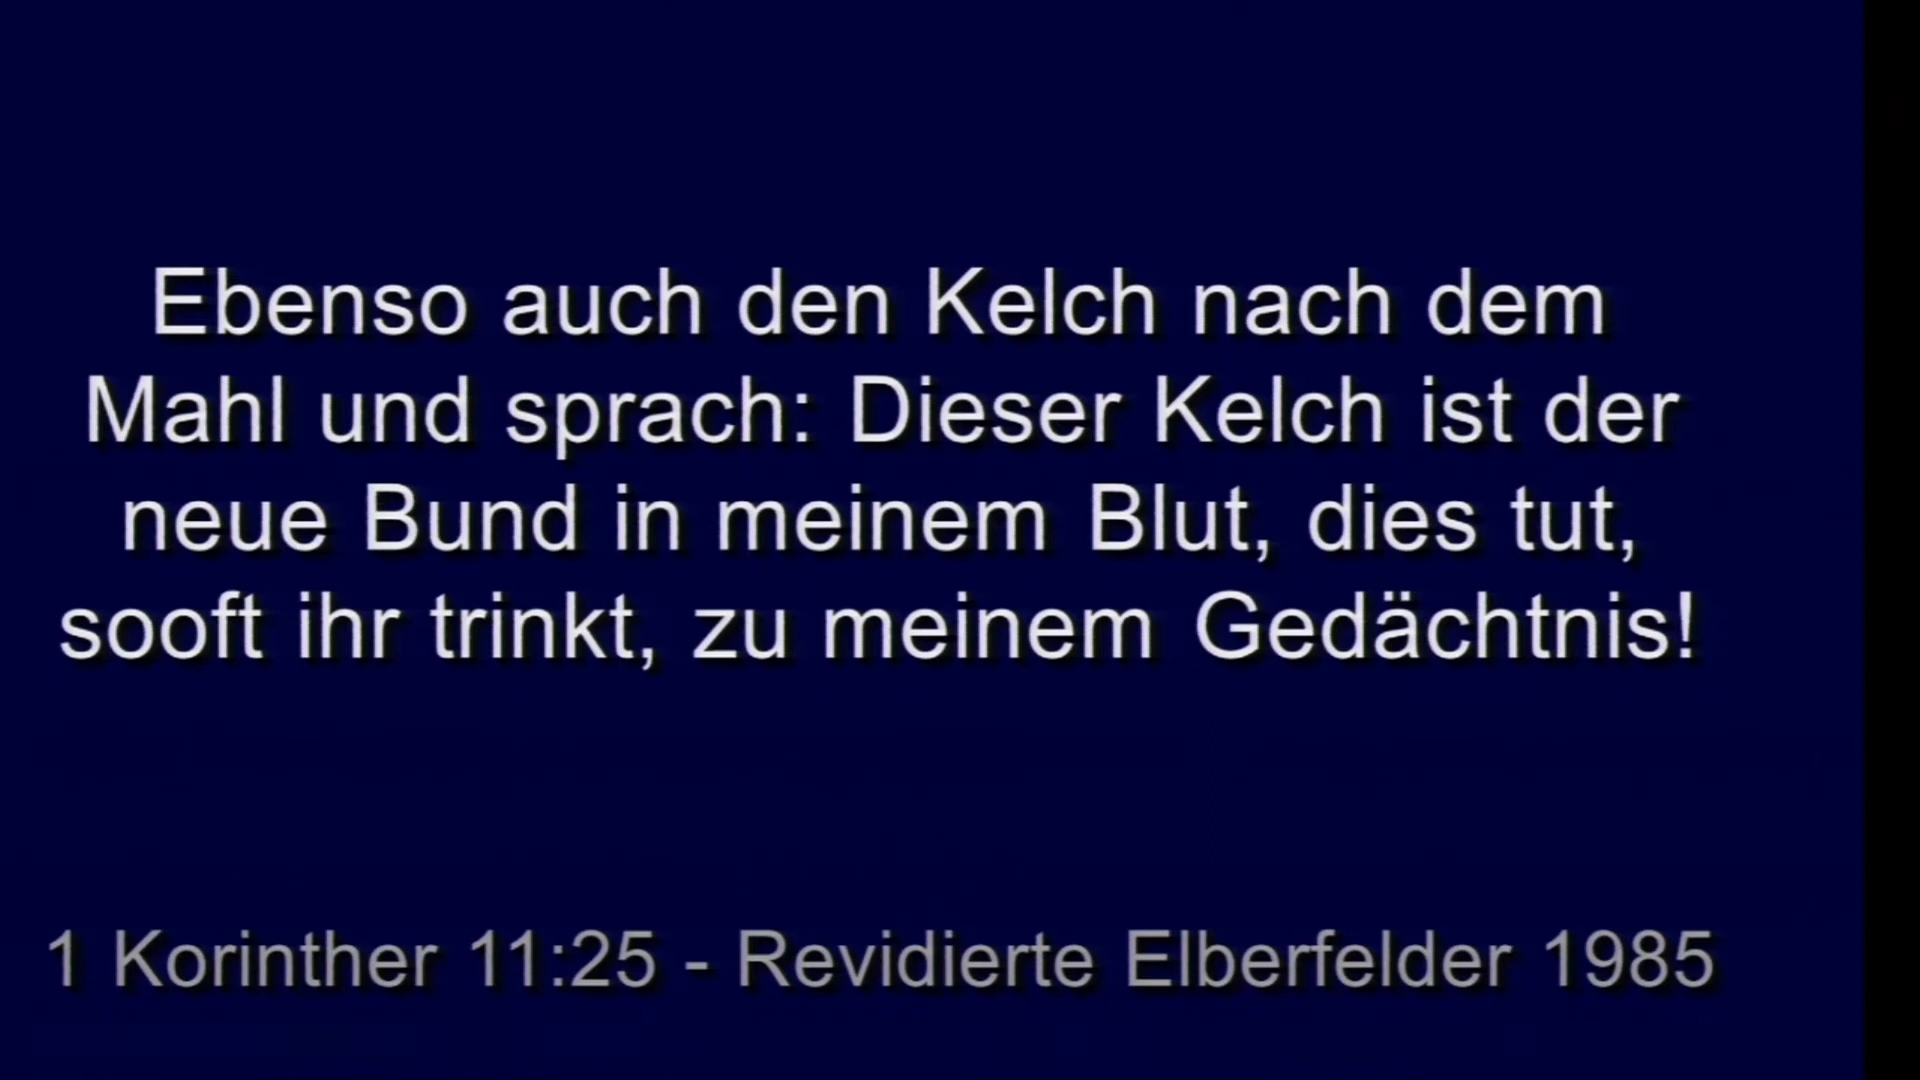 Ebenso auch den Kelch nach dem
Mahl und sprach: Dieser Kelch ist der
neue Bund in meinem Blut, dies tut,
sooft ihr trinkt, zu meinem Gedächtnis!
1 Korinther 11:25 - Revidierte Elberfelder 1985